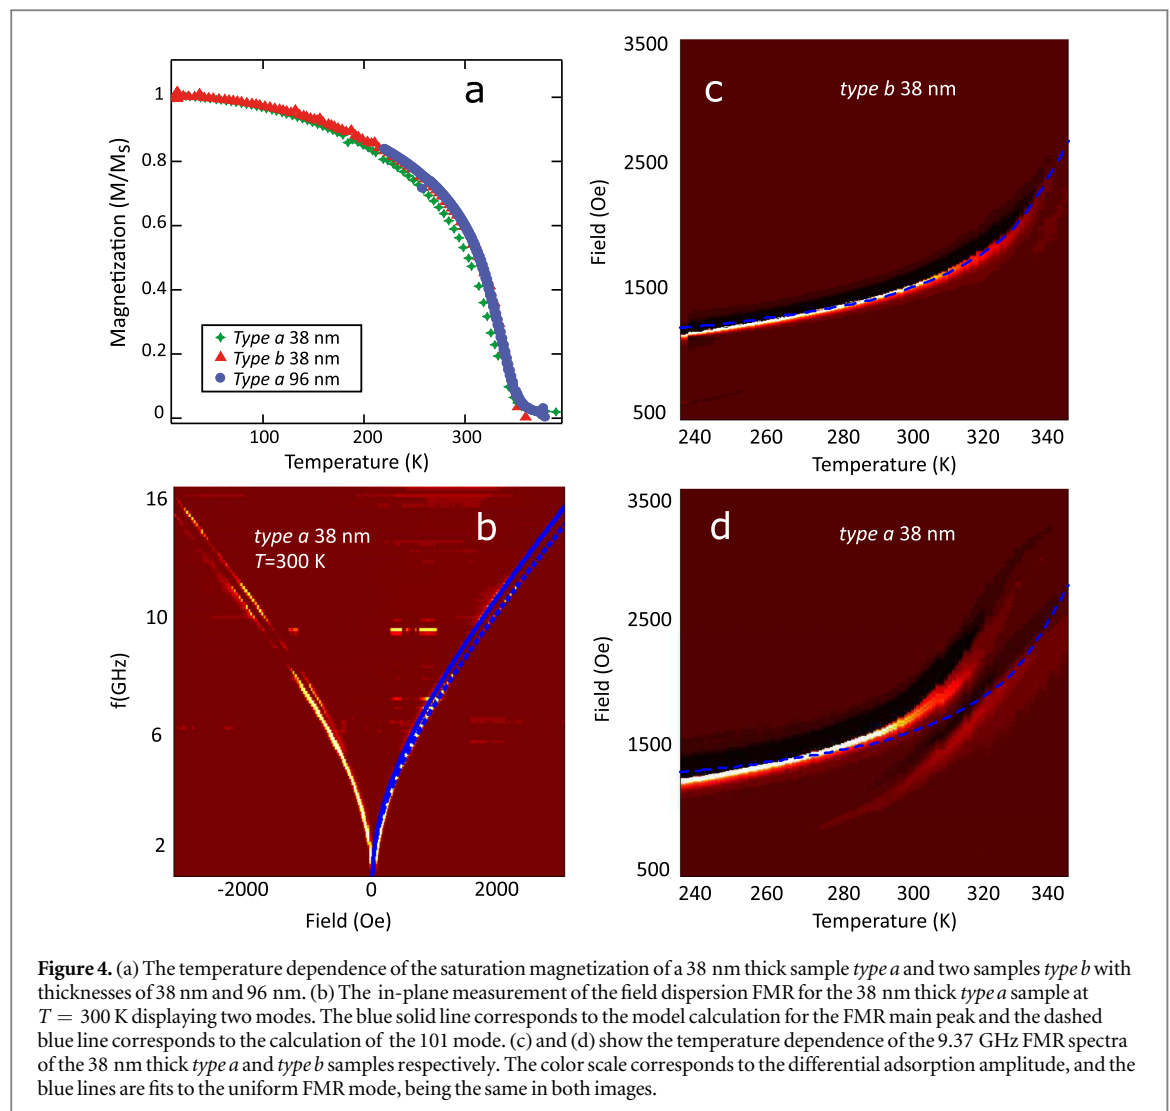 a
Magnetization (M/MS)
1
0.8
0.6
0.4
0.2
0
Type a 38 nm
Type b 38 nm
Type a 96 nm
100
200
300
Temperature (K)
c
type b 38 nm
Field (Oe)
3500
2500
1500
500
240
260
280
300
320
340
Temperature (K)
b
type a 38 nm
T=300 K
f(GHz)
16
10
6
2
-2000
0
2000
Field (Oe)
d
type a 38 nm
Field (Oe)
3500
2500
1500
500
240
260
280
300
320
340
Temperature (K)
Figure 4. (a) The temperature dependence of the saturation magnetization of a 38 nm thick sample type a and two samples type b with
thicknesses of 38 nm and 96 nm. (b) The in-plane measurement of the field dispersion FMR for the 38 nm thick type a sample at
T = 300 K displaying two modes. The blue solid line corresponds to the model calculation for the FMR main peak and the dashed
blue line corresponds to the calculation of the 101 mode. (c) and (d) show the temperature dependence of the 9.37 GHz FMR spectra
of the 38 nm thick type a and type b samples respectively. The color scale corresponds to the differential adsorption amplitude, and the
blue lines are fits to the uniform FMR mode, being the same in both images.